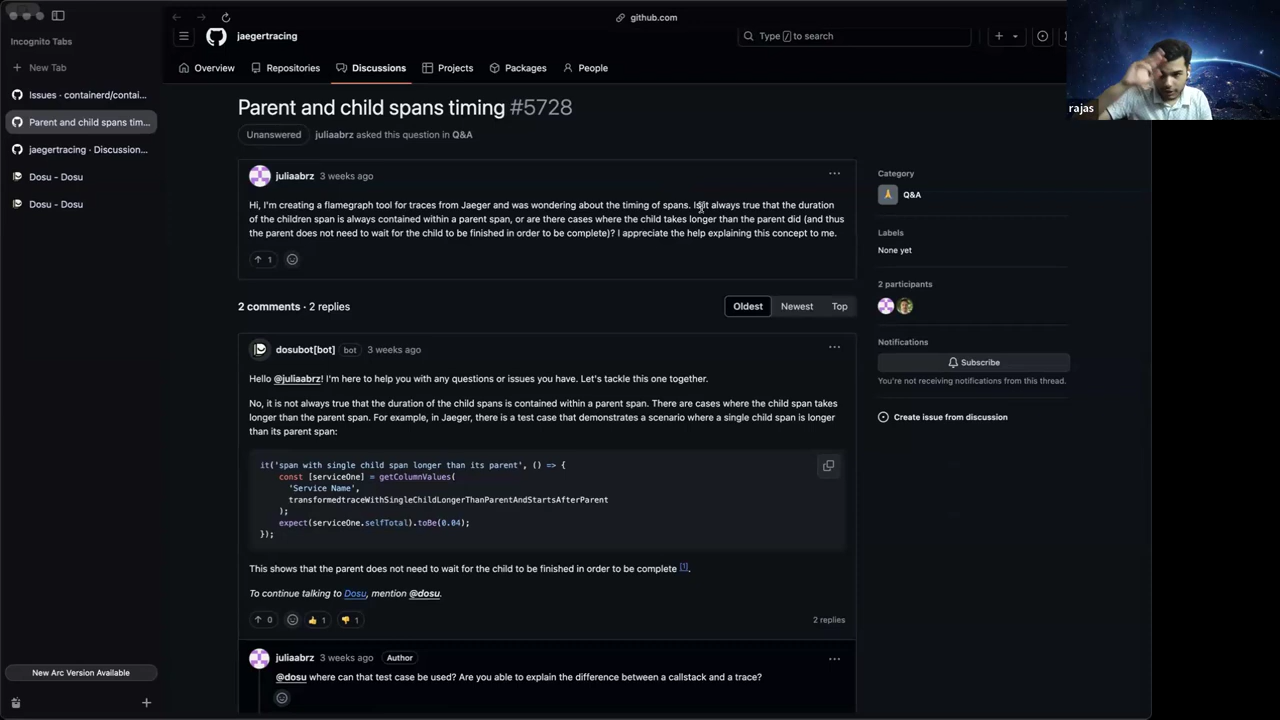 github.com
Incognito Tabs
jaegertracing
Type / to search
New Tab
Overview
Repositories
Discussions
Projects
Packages
People
Issues - containerd/contai...
Parent and child spans tim...
jaegertracing - Discussion...
Dosu - Dosu
Dosu - Dosu
rajas
Parent and child spans timing #5728
Unanswered
juliaabrz asked this question in Q&A
juliaabrz 3 weeks ago
Hi, I'm creating a flamegraph tool for traces from Jaeger and was wondering about the timing of spans. Is it always true that the duration
of the children span is always contained within a parent span, or are there cases where the child takes longer than the parent did (and thus
the parent does not need to wait for the child to be finished in order to be complete)? I appreciate the help explaining this concept to me.
1
Category
Q&A
Labels
None yet
2 participants
Notifications
Subscribe
You're not receiving notifications from this thread.
Create issue from discussion
2 comments · 2 replies
Oldest
Newest
Top
dosubot[bot] bot 3 weeks ago
Hello @juliaabrz! I'm here to help you with any questions or issues you have. Let's tackle this one together.
No, it is not always true that the duration of the child spans is contained within a parent span. There are cases where the child span takes
longer than the parent span. For example, in Jaeger, there is a test case that demonstrates a scenario where a single child span is longer
than its parent span:
it('span with single child span longer than its parent', () => {
const [serviceOne] = getColumnValues(
'Service Name',
transformedtraceWithSingleChildLongerThanParentAndStartsAfterParent
);
expect(serviceOne.selfTotal).toBe(0.04);
});
This shows that the parent does not need to wait for the child to be finished in order to be complete [1].
To continue talking to Dosu, mention @dosu.
0
1
1
2 replies
juliaabrz 3 weeks ago Author
@dosu where can that test case be used? Are you able to explain the difference between a callstack and a trace?
New Arc Version Available